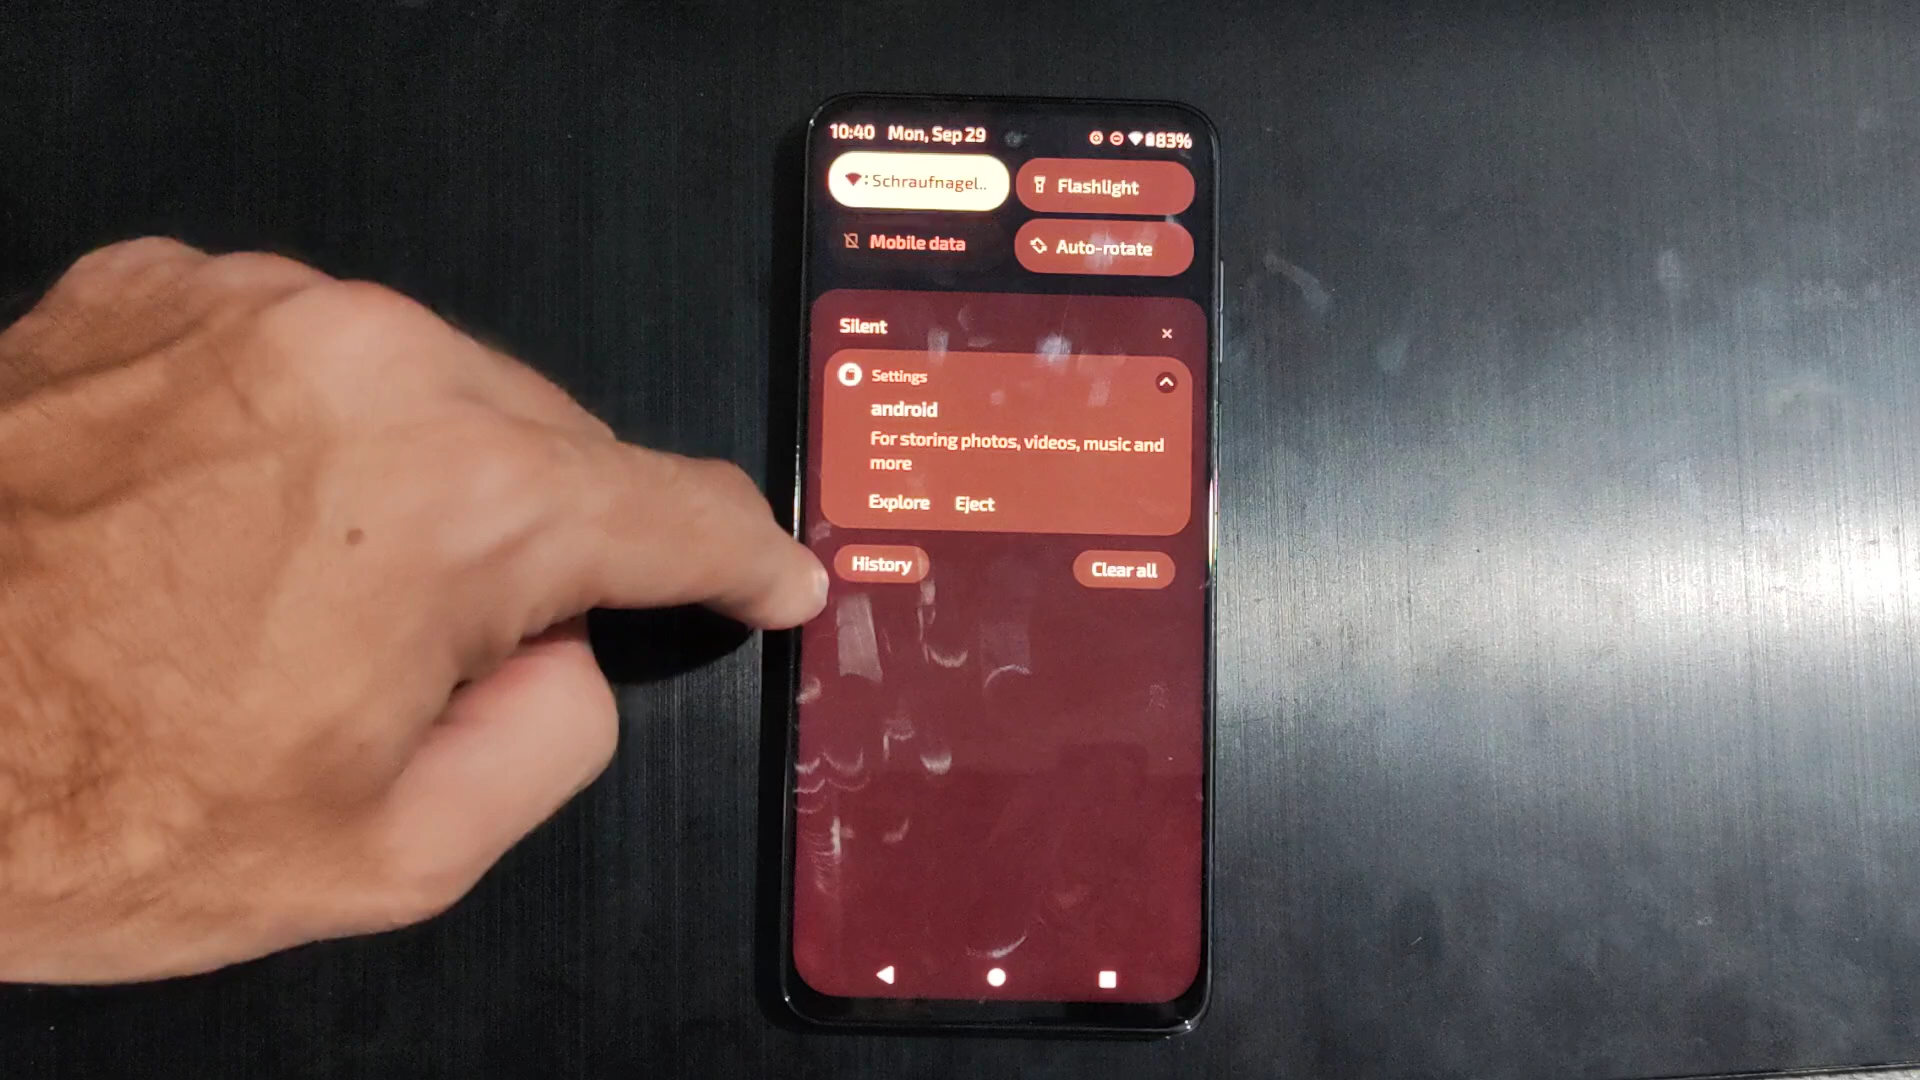 10:40 Mon, Sep 29 83%
Schraufnagel..
Flashlight
Mobile data
Auto-rotate
Silent
Settings
android
For storing photos, videos, music and
more
Explore Eject
History
Clear all